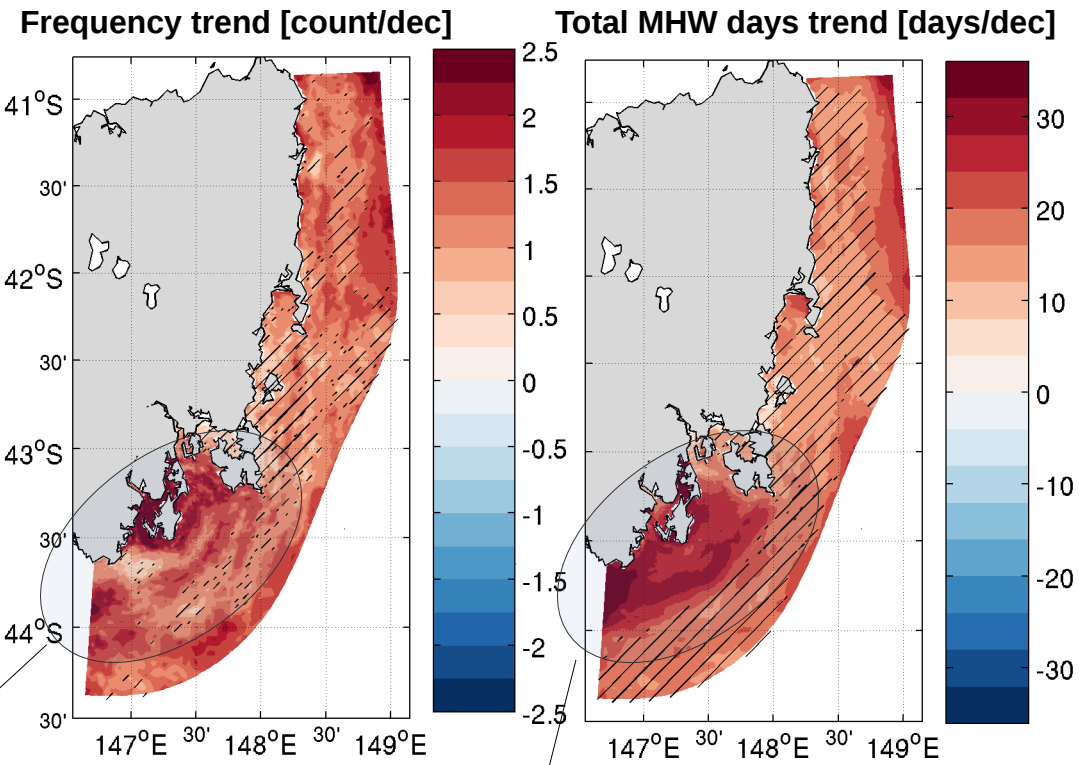 Frequency trend [count/dec]
41°S
30'
42°S
30'
43°S
30'
44°S
30'
147°E 30' 148°E 30' 149°E
2.5
2
1.5
1
0.5
0
-0.5
-1
-1.5
-2
-2.5
Total MHW days trend [days/dec]
147°E 30' 148°E 30' 149°E
30
20
10
0
-10
-20
-30